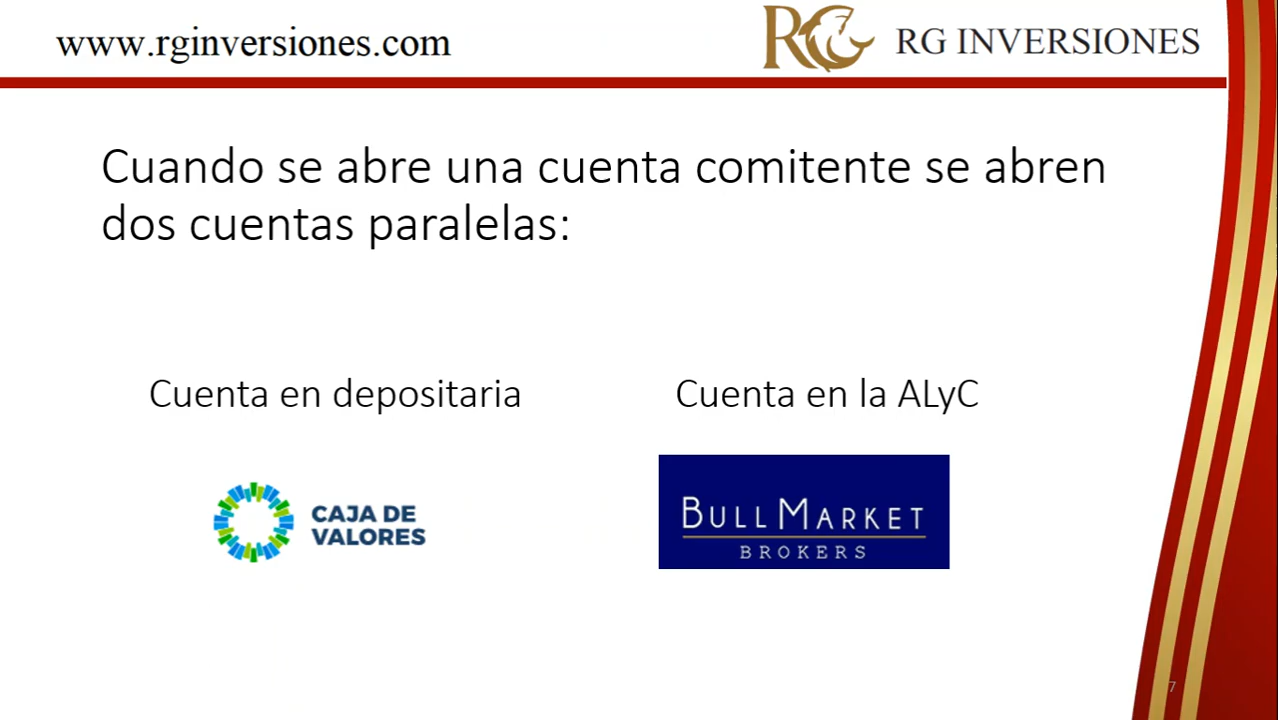 www.rginversiones.com
RG RG INVERSIONES
Cuando se abre una cuenta comitente se abren
dos cuentas paralelas:
Cuenta en depositaria
Cuenta en la ALyC
CAJA DE
VALORES
BULL MARKET
BROKERS
7